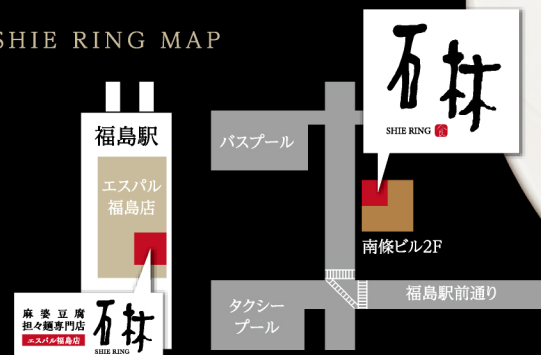 SHIE RING MAP
石林
SHIE RING
福島駅
バスプール
エスパル
福島店
南條ビル2F
福島駅前通り
タクシー
プール
麻婆豆腐
担々麺専門店
エスパル福島店
石林
SHIE RING